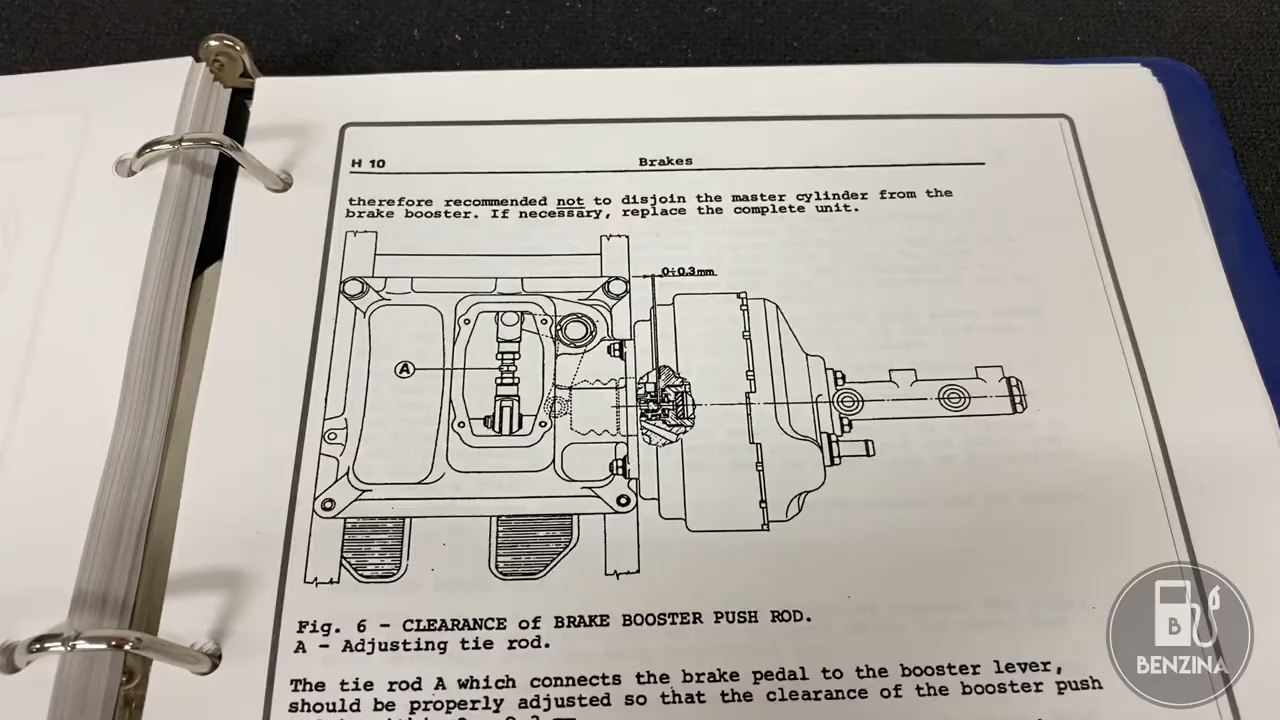 H 10
Brakes
therefore recommended not to disjoin the master cylinder from the
brake booster. If necessary, replace the complete unit.
0÷0.3mm
A
Fig. 6 - CLEARANCE of BRAKE BOOSTER PUSH ROD.
A - Adjusting tie rod.
The tie rod A which connects the brake pedal to the booster lever,
should be properly adjusted so that the clearance of the booster push
B
BENZINA